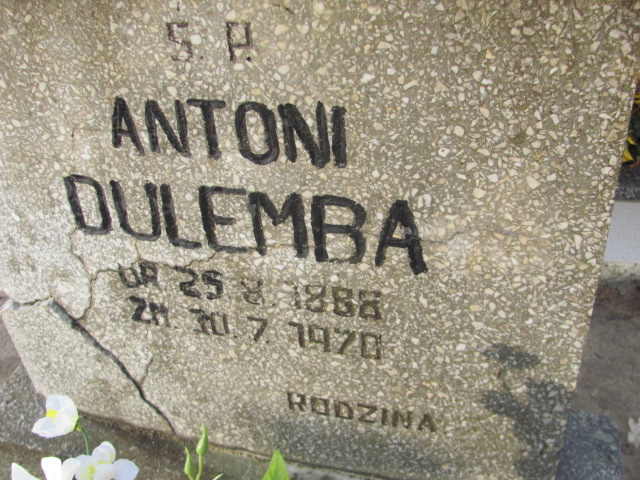 S. P.
ANTONI
DULEMBA
UR 25 8. 1888
ZM. 30. 7. 1970
RODZINA